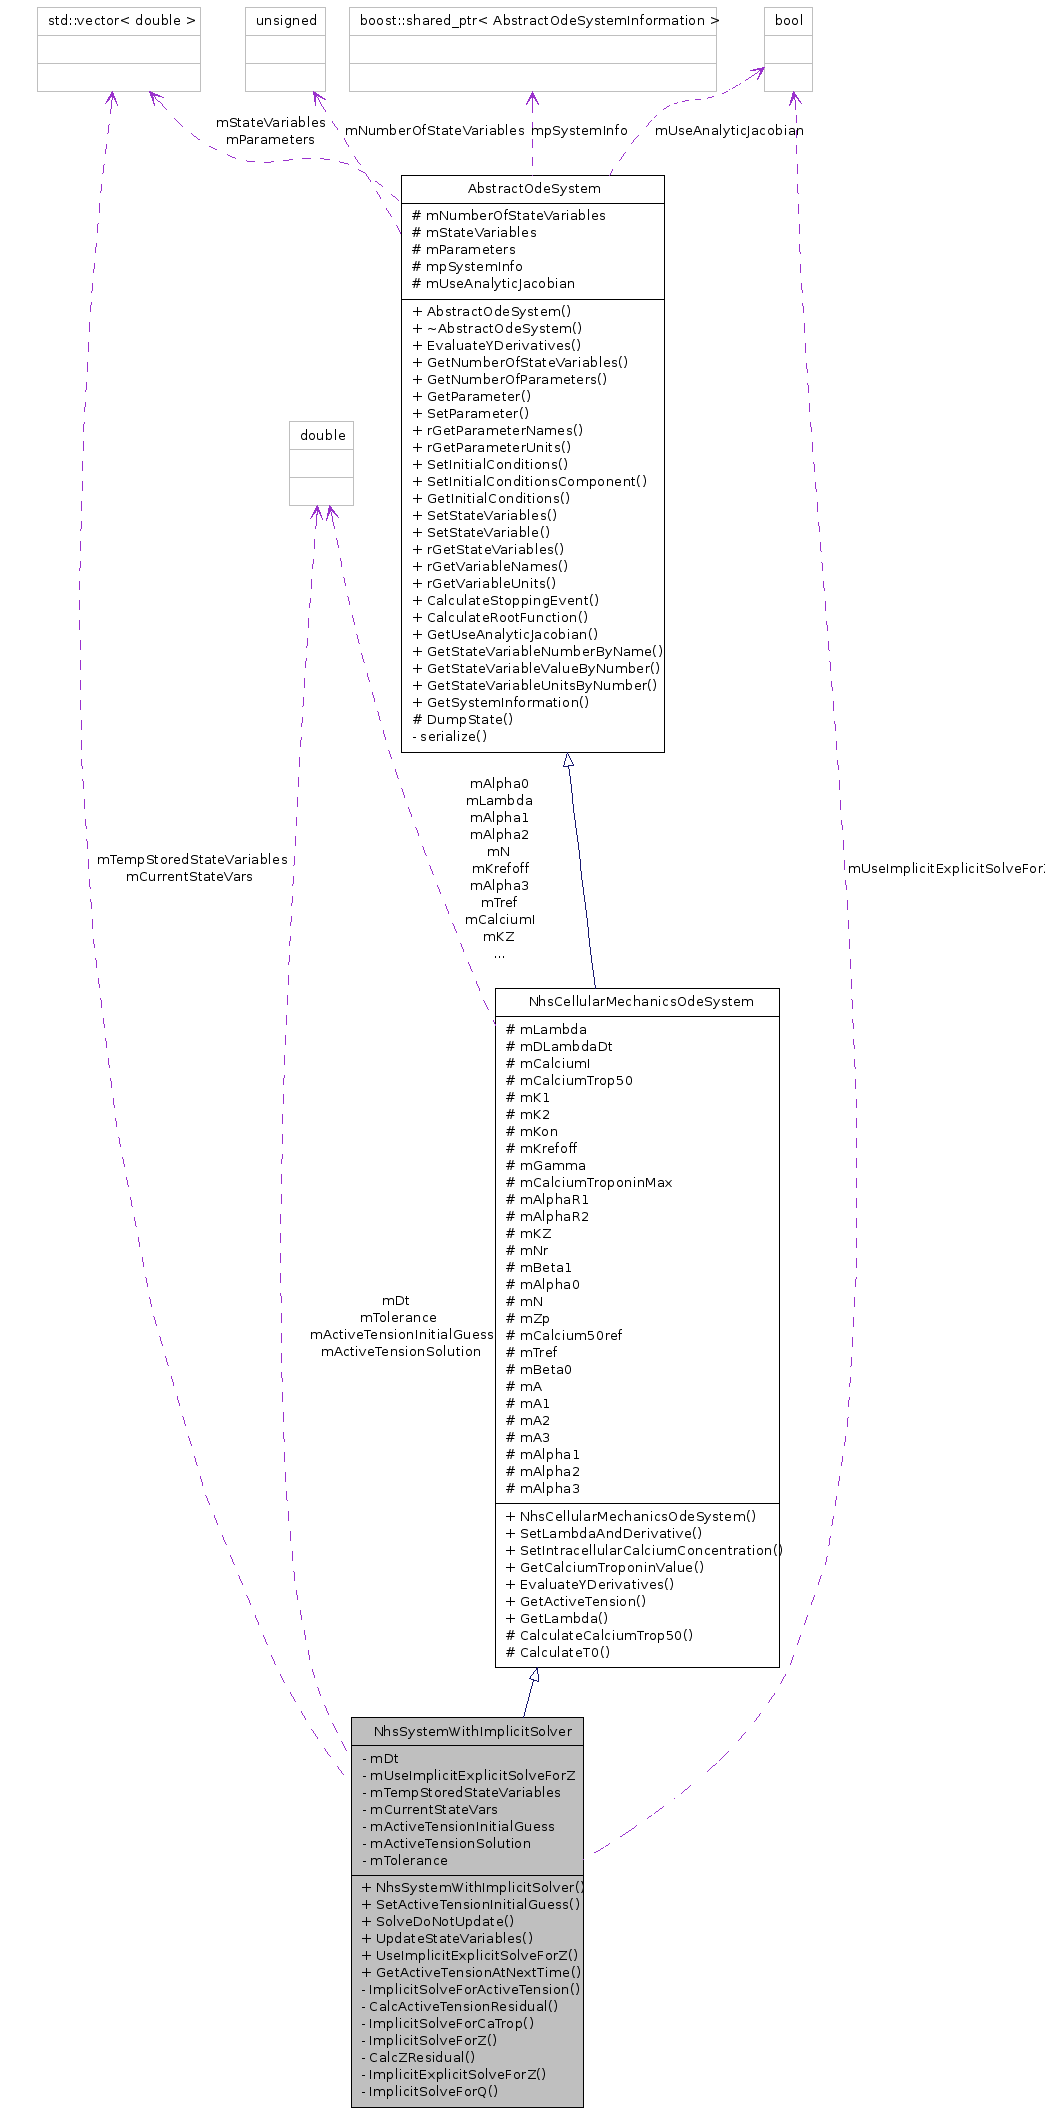 std::vector< double >
unsigned
boost::shared_ptr< AbstractOdeSystemInformation >
bool
mStateVariables
mParameters
mNumberOfStateVariables
mpSystemInfo
mUseAnalyticJacobian
AbstractOdeSystem
# mNumberOfStateVariables
# mStateVariables
# mParameters
# mpSystemInfo
# mUseAnalyticJacobian
+ AbstractOdeSystem()
+ ~AbstractOdeSystem()
+ EvaluateYDerivatives()
+ GetNumberOfStateVariables()
+ GetNumberOfParameters()
+ GetParameter()
+ SetParameter()
+ rGetParameterNames()
+ rGetParameterUnits()
+ SetInitialConditions()
+ SetInitialConditionsComponent()
+ GetInitialConditions()
+ SetStateVariables()
+ SetStateVariable()
+ rGetStateVariables()
+ rGetVariableNames()
+ rGetVariableUnits()
+ CalculateStoppingEvent()
+ CalculateRootFunction()
+ GetUseAnalyticJacobian()
+ GetStateVariableNumberByName()
+ GetStateVariableValueByNumber()
+ GetStateVariableUnitsByNumber()
+ GetSystemInformation()
# DumpState()
- serialize()
double
mAlpha0
mLambda
mAlpha1
mAlpha2
mN
mKrefoff
mAlpha3
mTref
mCalciumI
mKZ
...
mTempStoredStateVariables
mCurrentStateVars
mUseImplicitExplicitSolveForZ
NhsCellularMechanicsOdeSystem
# mLambda
# mDLambdaDt
# mCalciumI
# mCalciumTrop50
# mK1
# mK2
# mKon
# mKrefoff
# mGamma
# mCalciumTroponinMax
# mAlphaR1
# mAlphaR2
# mKZ
# mNr
# mBeta1
# mAlpha0
# mN
# mZp
# mCalcium50ref
# mTref
# mBeta0
# mA
# mA1
# mA2
# mA3
# mAlpha1
# mAlpha2
# mAlpha3
+ NhsCellularMechanicsOdeSystem()
+ SetLambdaAndDerivative()
+ SetIntracellularCalciumConcentration()
+ GetCalciumTroponinValue()
+ EvaluateYDerivatives()
+ GetActiveTension()
+ GetLambda()
# CalculateCalciumTrop50()
# CalculateT0()
mDt
mTolerance
mActiveTensionInitialGuess
mActiveTensionSolution
NhsSystemWithImplicitSolver
- mDt
- mUseImplicitExplicitSolveForZ
- mTempStoredStateVariables
- mCurrentStateVars
- mActiveTensionInitialGuess
- mActiveTensionSolution
- mTolerance
+ NhsSystemWithImplicitSolver()
+ SetActiveTensionInitialGuess()
+ SolveDoNotUpdate()
+ UpdateStateVariables()
+ UseImplicitExplicitSolveForZ()
+ GetActiveTensionAtNextTime()
- ImplicitSolveForActiveTension()
- CalcActiveTensionResidual()
- ImplicitSolveForCaTrop()
- ImplicitSolveForZ()
- CalcZResidual()
- ImplicitExplicitSolveForZ()
- ImplicitSolveForQ()